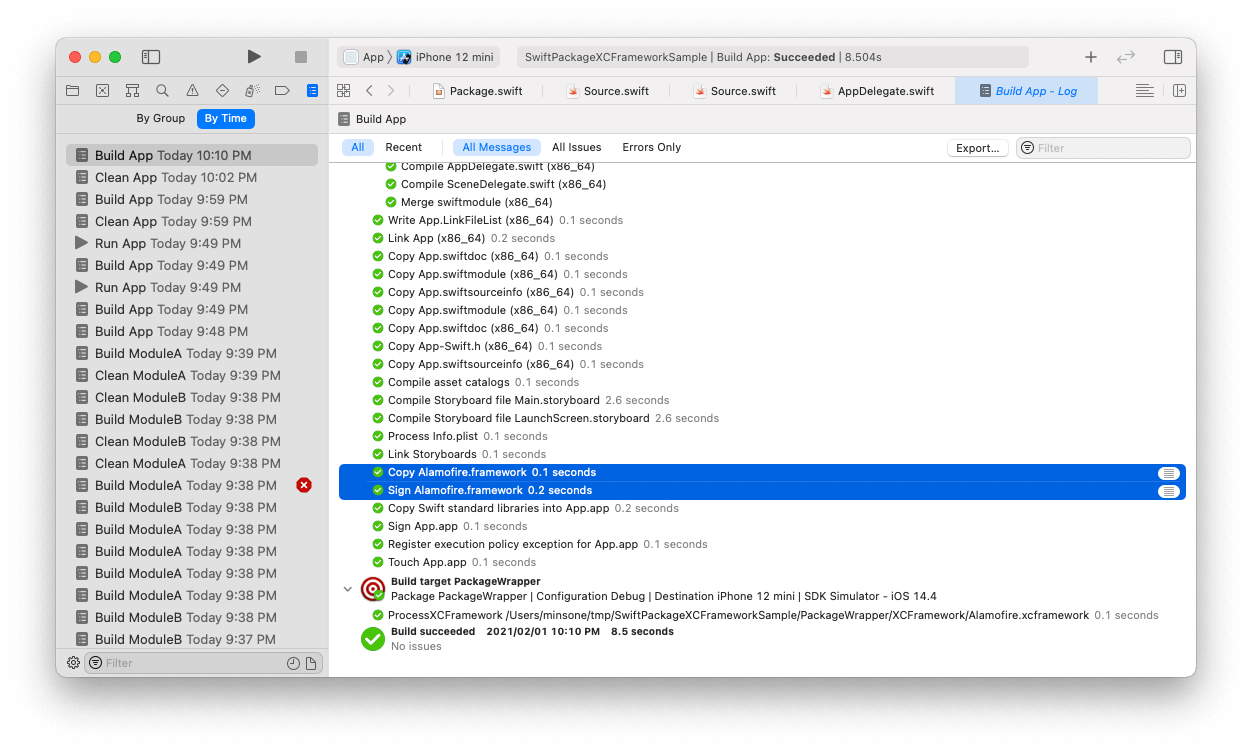 App
iPhone 12 mini
SwiftPackageXCFrameworkSample | Build App: Succeeded | 8.504s
Package.swift
Source.swift
Source.swift
AppDelegate.swift
Build App - Log
By Group
By Time
Build App
All
Recent
All Messages
All Issues
Errors Only
Export...
Filter
Build App Today 10:10 PM
Clean App Today 10:02 PM
Build App Today 9:59 PM
Clean App Today 9:59 PM
Run App Today 9:49 PM
Build App Today 9:49 PM
Run App Today 9:49 PM
Build App Today 9:49 PM
Build App Today 9:48 PM
Build ModuleA Today 9:39 PM
Clean ModuleA Today 9:39 PM
Clean ModuleB Today 9:38 PM
Build ModuleB Today 9:38 PM
Clean ModuleB Today 9:38 PM
Clean ModuleA Today 9:38 PM
Build ModuleA Today 9:38 PM
Build ModuleB Today 9:38 PM
Build ModuleA Today 9:38 PM
Build ModuleB Today 9:38 PM
Build ModuleA Today 9:38 PM
Build ModuleA Today 9:38 PM
Build ModuleB Today 9:38 PM
Build ModuleB Today 9:37 PM
Filter
Compile AppDelegate.swift (x86_64)
Compile SceneDelegate.swift (x86_64)
Merge swiftmodule (x86_64)
Write App.LinkFileList (x86_64) 0.1 seconds
Link App (x86_64) 0.2 seconds
Copy App.swiftdoc (x86_64) 0.1 seconds
Copy App.swiftmodule (x86_64) 0.1 seconds
Copy App.swiftsourceinfo (x86_64) 0.1 seconds
Copy App.swiftmodule (x86_64) 0.1 seconds
Copy App.swiftdoc (x86_64) 0.1 seconds
Copy App-Swift.h (x86_64) 0.1 seconds
Copy App.swiftsourceinfo (x86_64) 0.1 seconds
Compile asset catalogs 0.1 seconds
Compile Storyboard file Main.storyboard 2.6 seconds
Compile Storyboard file LaunchScreen.storyboard 2.6 seconds
Process Info.plist 0.1 seconds
Link Storyboards 0.1 seconds
Copy Alamofire.framework 0.1 seconds
Sign Alamofire.framework 0.2 seconds
Copy Swift standard libraries into App.app 0.2 seconds
Sign App.app 0.1 seconds
Register execution policy exception for App.app 0.1 seconds
Touch App.app 0.1 seconds
Build target PackageWrapper
Package PackageWrapper | Configuration Debug | Destination iPhone 12 mini | SDK Simulator - iOS 14.4
ProcessXCFramework /Users/minsone/tmp/SwiftPackageXCFrameworkSample/PackageWrapper/XCFramework/Alamofire.xcframework 0.1 seconds
Build succeeded 2021/02/01 10:10 PM 8.5 seconds
No issues